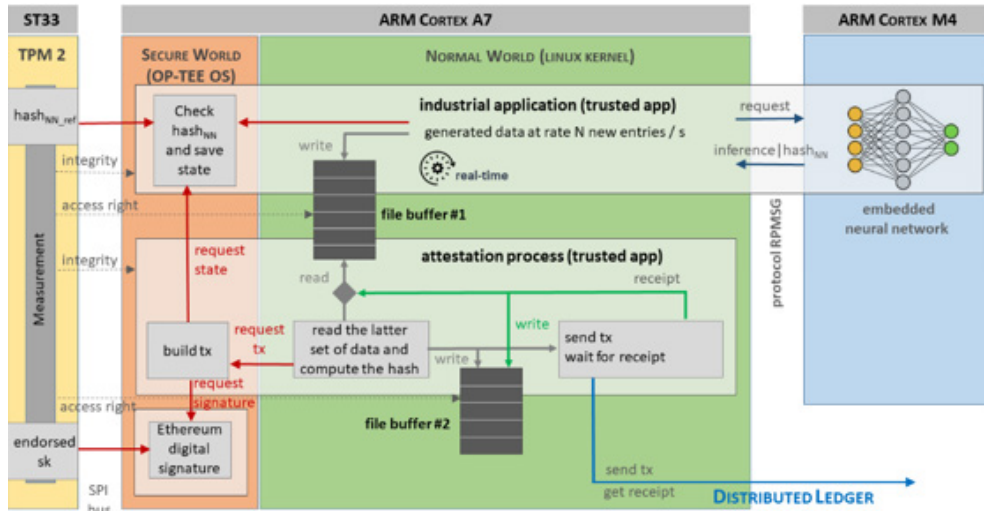 ST33
ARM CORTEX A7
ARM CORTEX M4
TPM 2
SECURE WORLD
(OP-TEE OS)
NORMAL WORLD (LINUX KERNEL)
hashNN_ref
Check
hashNN
and save
state
industrial application (trusted app)
generated data at rate N new entries / s
write
real-time
request
inference|hashNN
integrity
access right
file buffer #1
embedded
neural network
protocol RPMSG
Measurement
request
state
integrity
attestation process (trusted app)
read
receipt
build tx
request
tx
read the latter
set of data and
compute the hash
write
write
send tx
wait for receipt
request
signature
access right
file buffer #2
endorsed
sk
Ethereum
digital
signature
SPI
bus
send tx
get receipt
DISTRIBUTED LEDGER